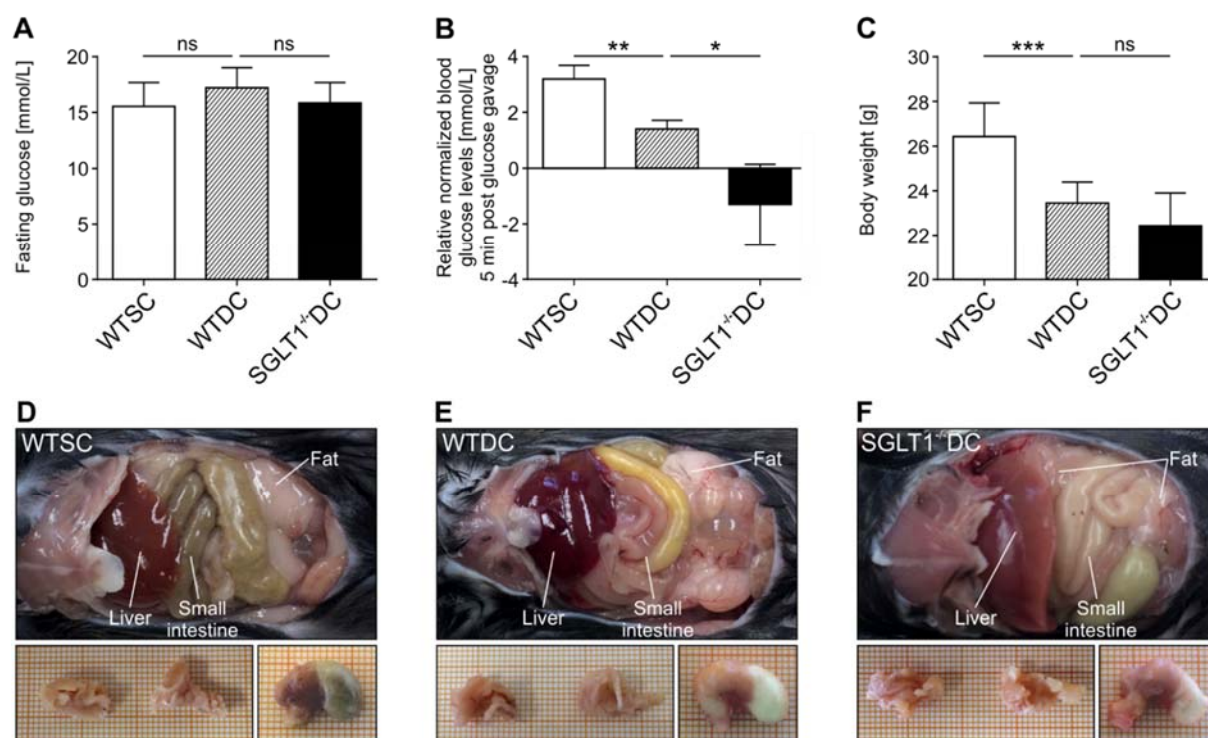 A
Fasting glucose [mmol/L]
20
15
10
5
0
ns
ns
WTSC
WTDC
SGLT1-/-DC
B
Relative normalized blood
glucose levels [mmol/L]
5 min post glucose gavage
4
2
0
-2
-4
**
*
WTSC
WTDC
SGLT1-/-DC
C
Body weight [g]
28
26
24
22
20
***
ns
WTSC
WTDC
SGLT1-/-DC
D
WTSC
Fat
Liver
Small
intestine
E
WTDC
Fat
Liver
Small
intestine
F
SGLT1-/-DC
Fat
Liver
Small
intestine